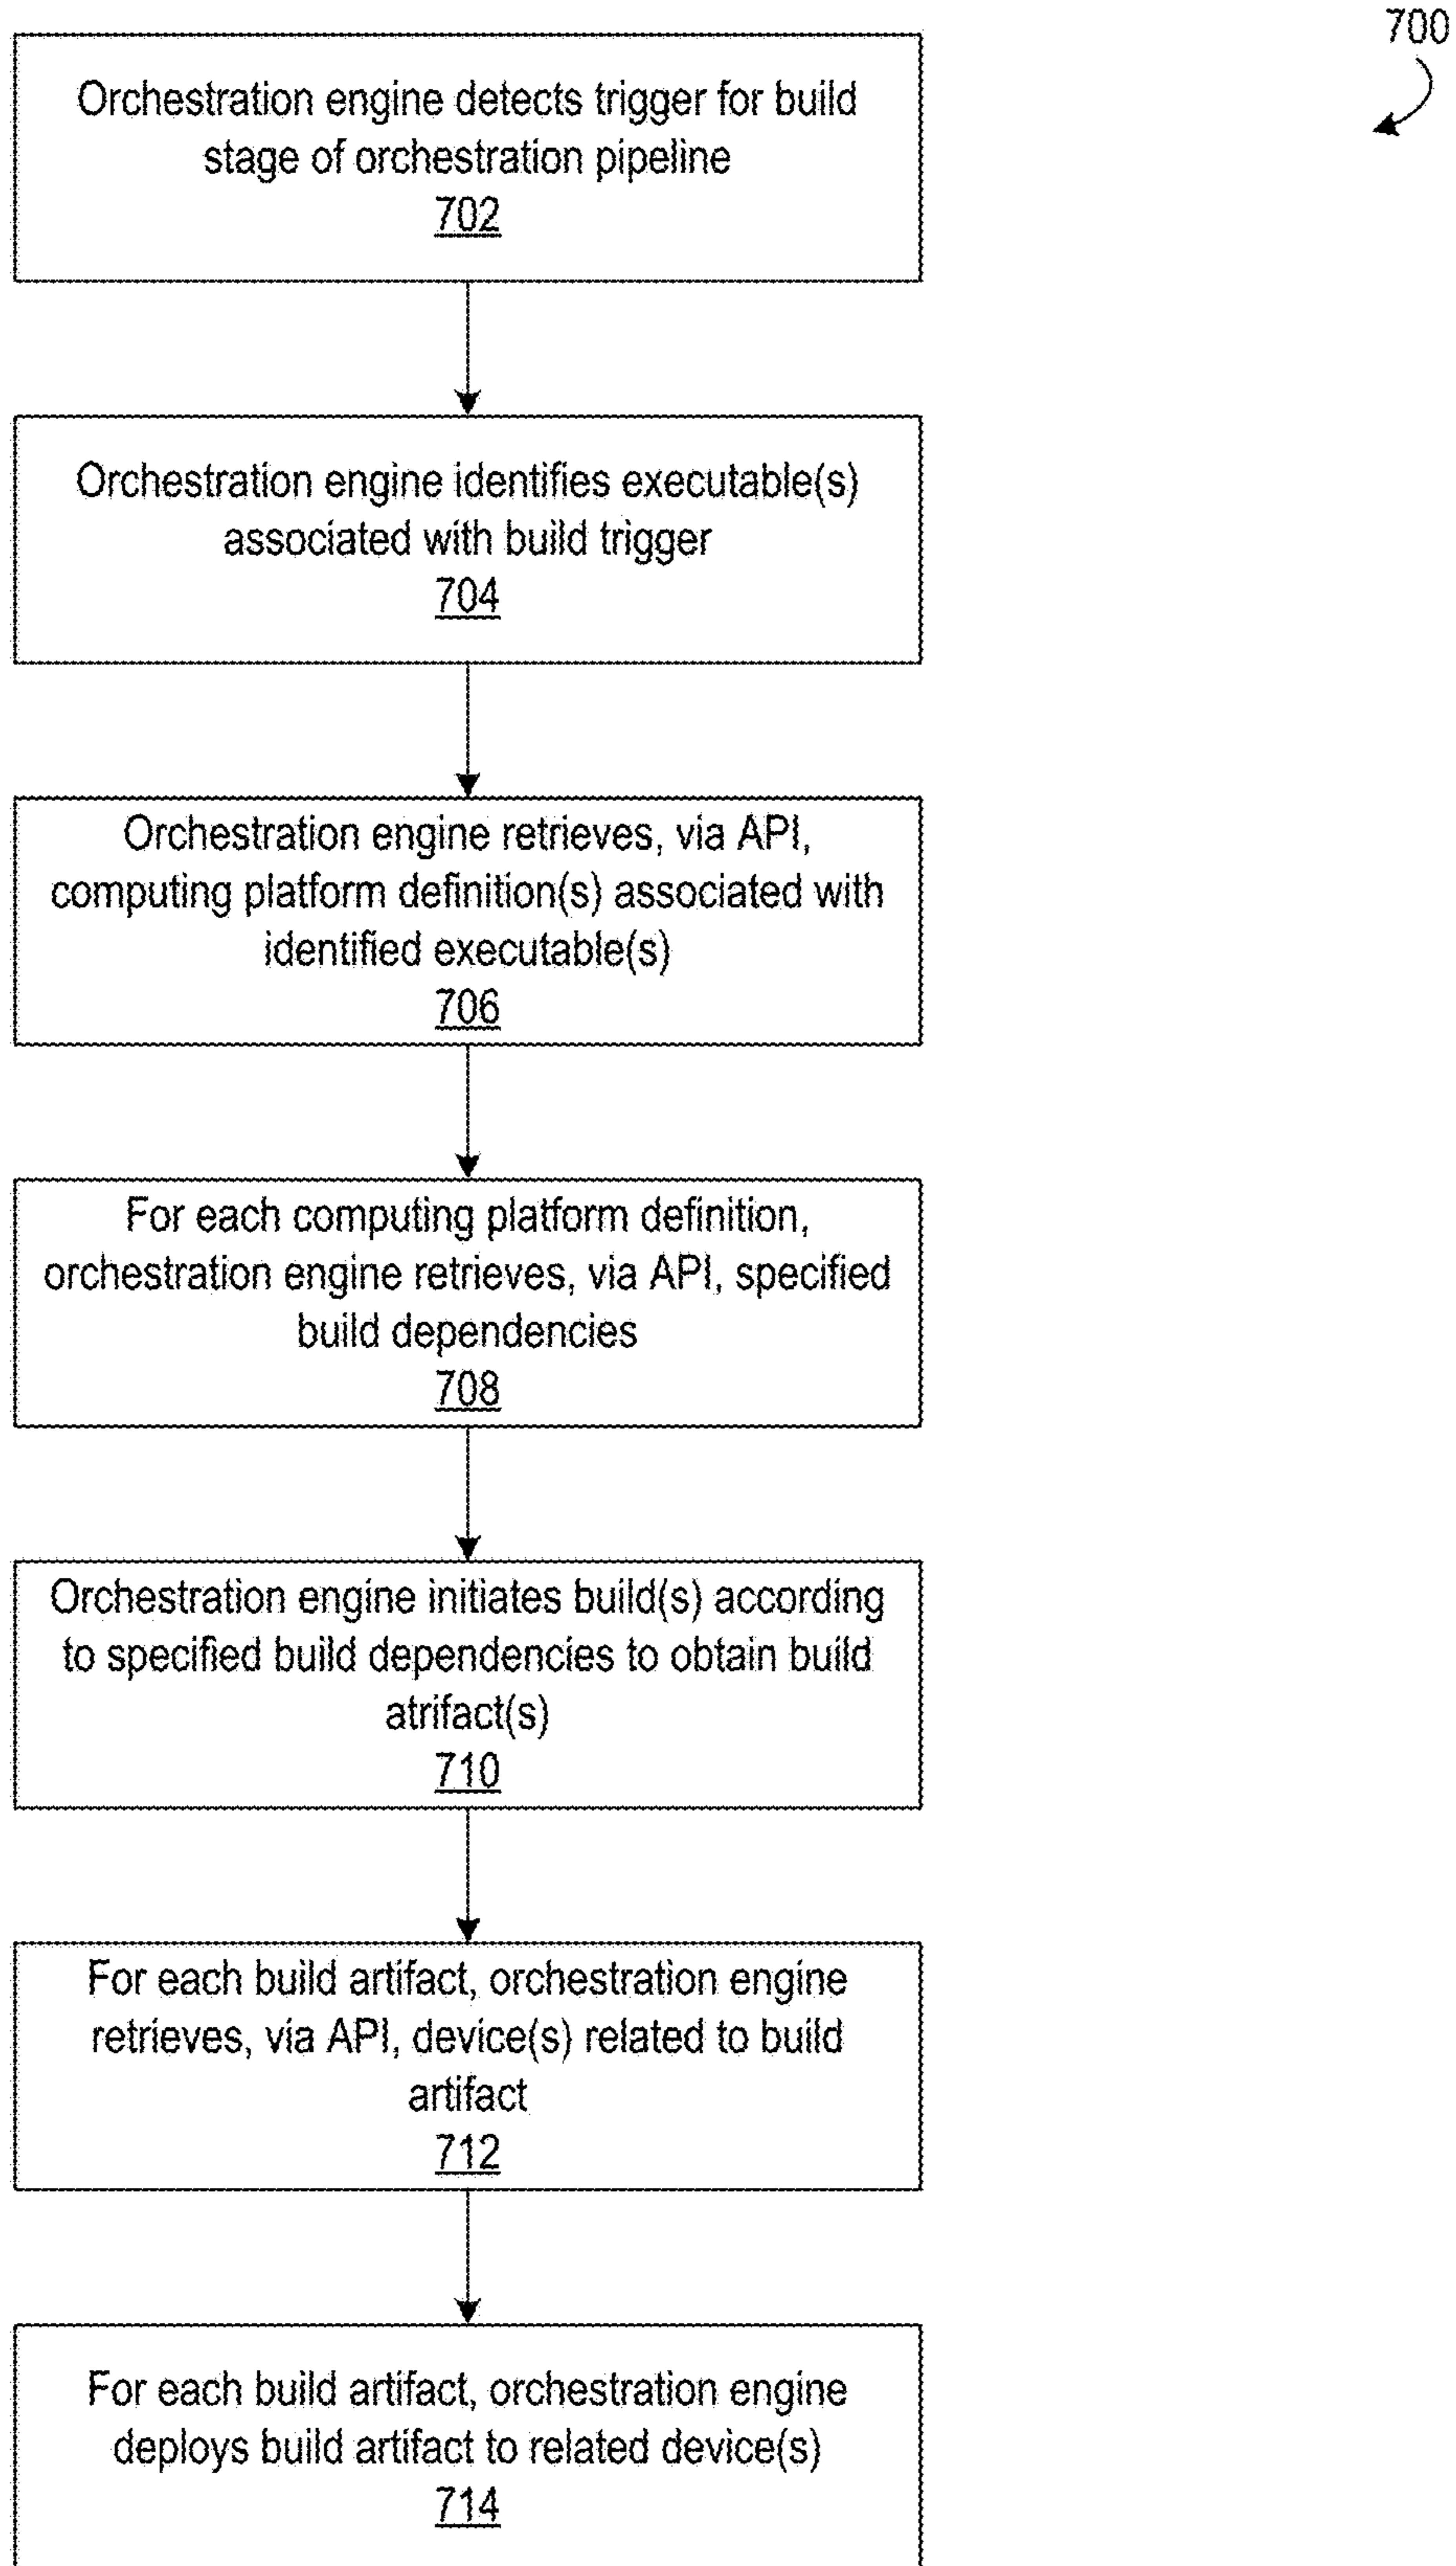 700
Orchestration engine detects trigger for build
stage of orchestration pipeline
702
Orchestration engine identifies executable(s)
associated with build trigger
704
Orchestration engine retrieves, via API,
computing platform definition(s) associated with
identified executable(s)
706
For each computing platform definition,
orchestration engine retrieves, via API, specified
build dependencies
708
Orchestration engine initiates build(s) according
to specified build dependencies to obtain build
atrifact(s)
710
For each build artifact, orchestration engine
retrieves, via API, device(s) related to build
artifact
712
For each build artifact, orchestration engine
deploys build artifact to related device(s)
714